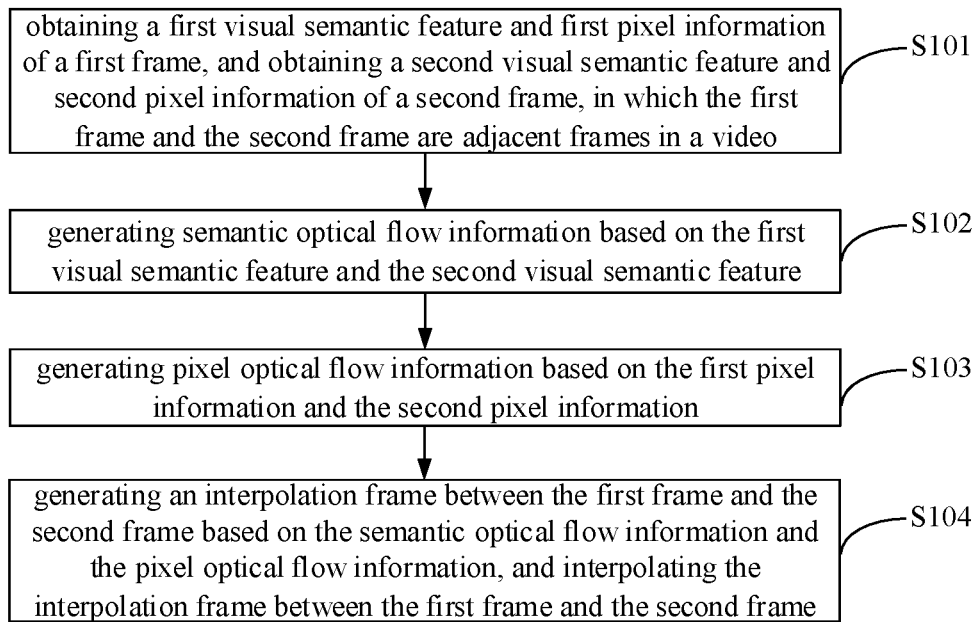 obtaining a first visual semantic feature and first pixel information
of a first frame, and obtaining a second visual semantic feature and
second pixel information of a second frame, in which the first
frame and the second frame are adjacent frames in a video
S101
generating semantic optical flow information based on the first
visual semantic feature and the second visual semantic feature
S102
generating pixel optical flow information based on the first pixel
information and the second pixel information
S103
generating an interpolation frame between the first frame and the
second frame based on the semantic optical flow information and
the pixel optical flow information, and interpolating the
interpolation frame between the first frame and the second frame
S104